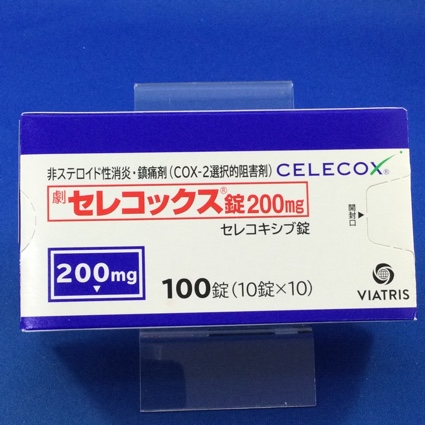 非ステロイド性消炎・鎮痛剤(COX-2選択的阻害剤) CELECOX®
劇 セレコックス®錠200mg
セレコキシブ錠
開封口
200mg
100錠(10錠×10)
VIATRIS